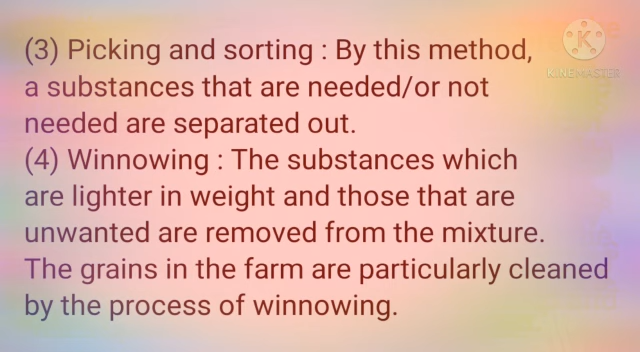 (3) Picking and sorting : By this method,
a substances that are needed/or not
needed are separated out.
(4) Winnowing : The substances which
are lighter in weight and those that are
unwanted are removed from the mixture.
The grains in the farm are particularly cleaned
by the process of winnowing.
K
KINEMASTER